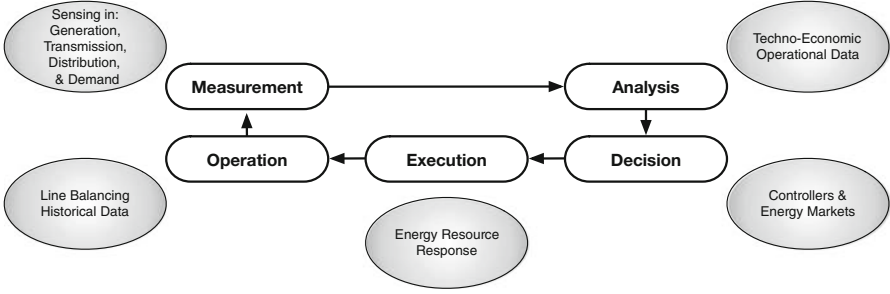 Sensing in:
Generation,
Transmission,
Distribution,
& Demand
Techno-Economic
Operational Data
Measurement
Analysis
Operation
Execution
Decision
Line Balancing
Historical Data
Controllers &
Energy Markets
Energy Resource
Response